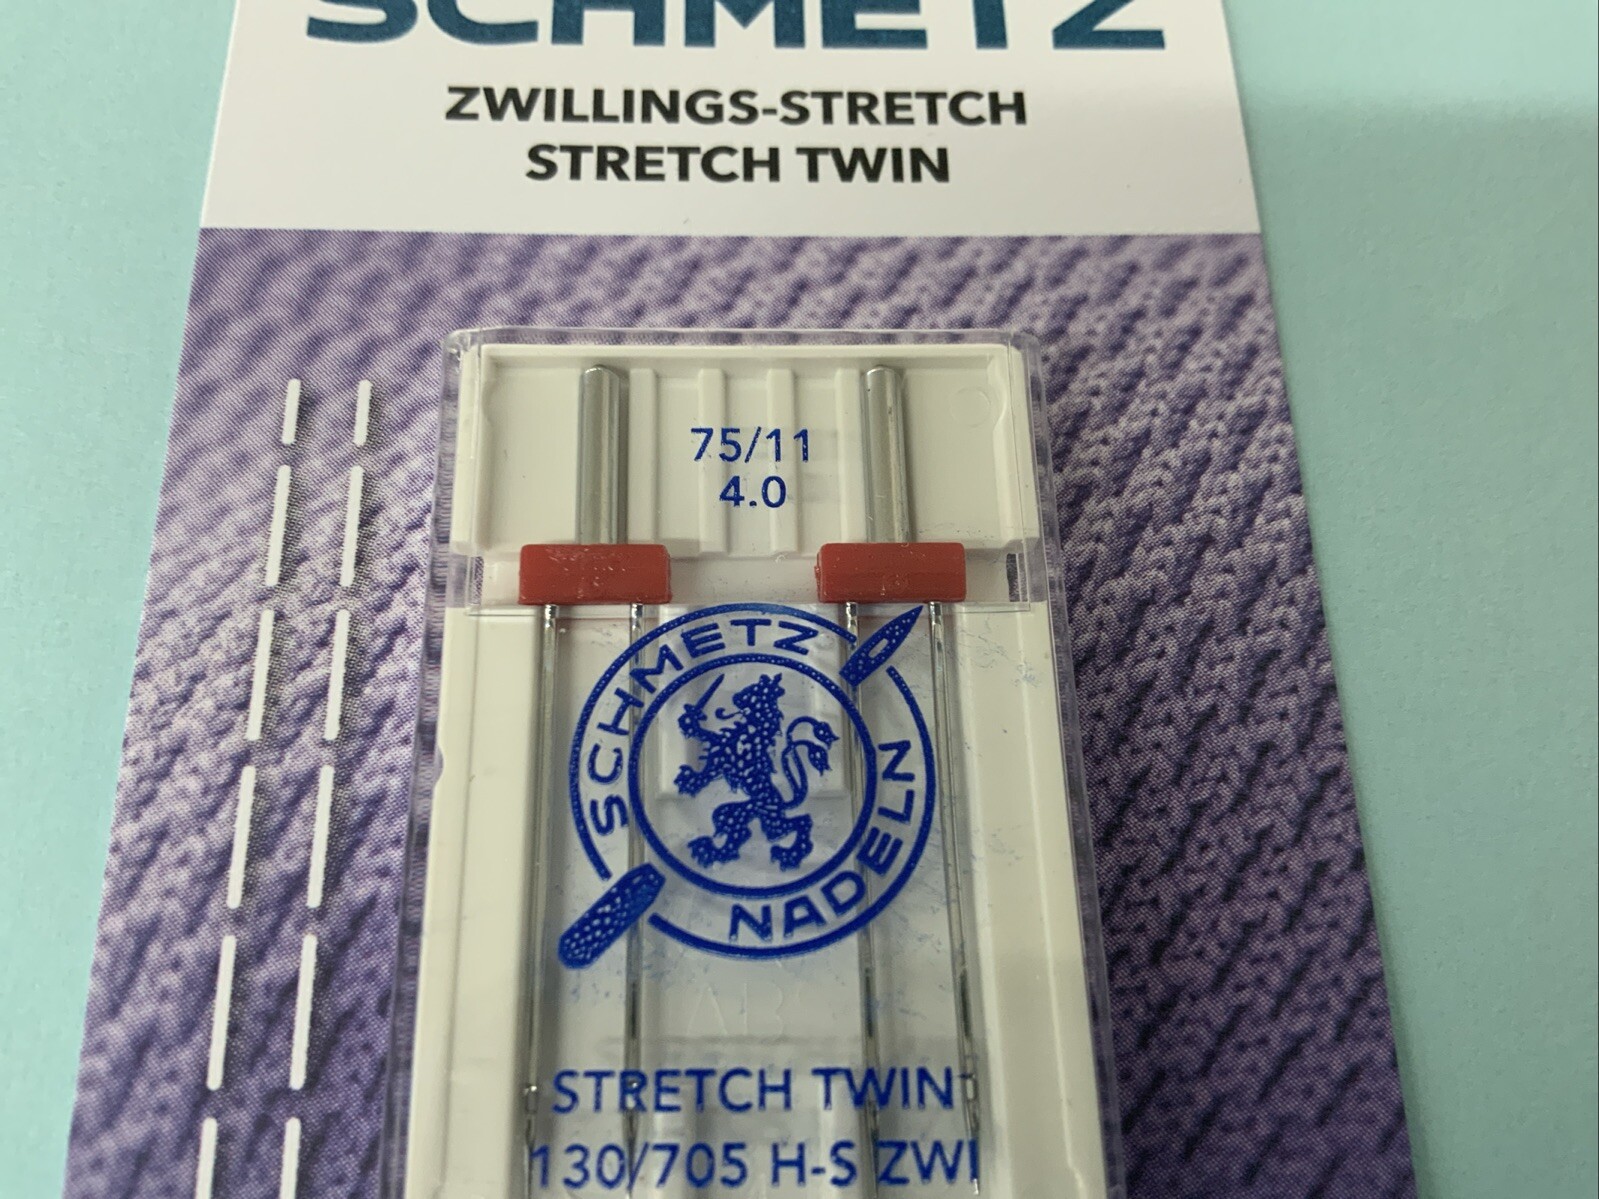 SCHMETZ
ZWILLINGS-STRETCH
STRETCH TWIN
75/11
4.0
SCHMETZ
NADELN
STRETCH TWIN
130/705 H-S ZWI